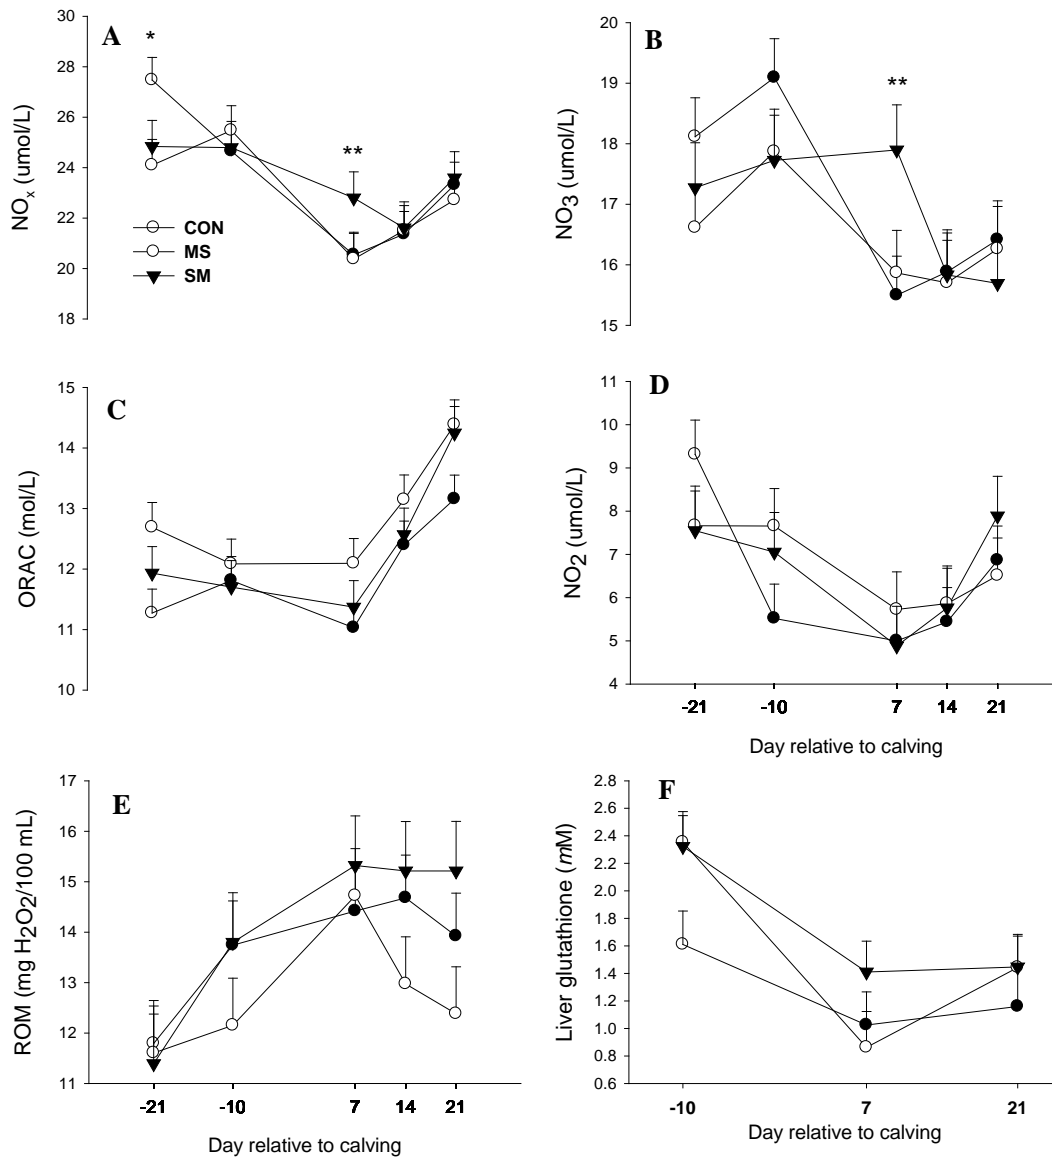 A
*
**
30
28
26
24
22
20
18
NOx (umol/L)
CON
MS
SM
B
**
20
19
18
17
16
15
NO3 (umol/L)
C
15
14
13
12
11
10
ORAC (mol/L)
D
11
10
9
8
7
6
5
4
NO2 (umol/L)
-21 -10 7 14 21
Day relative to calving
E
17
16
15
14
13
12
11
ROM (mg H2O2/100 mL)
-21 -10 7 14 21
Day relative to calving
F
2.8
2.6
2.4
2.2
2.0
1.8
1.6
1.4
1.2
1.0
0.8
0.6
Liver glutathione (mM)
-10 7 21
Day relative to calving